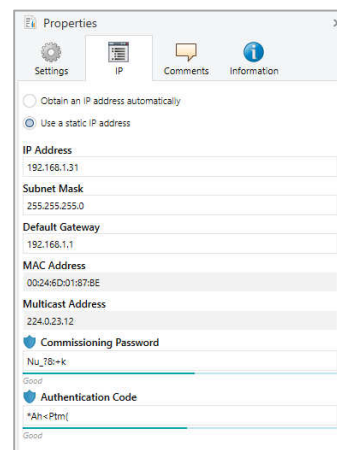 Properties
Settings IP Comments Information
Obtain an IP address automatically
Use a static IP address
IP Address
192.168.1.31
Subnet Mask
255.255.255.0
Default Gateway
192.168.1.1
MAC Address
00:24:6D:01:87:BE
Multicast Address
224.0.23.12
Commissioning Password
Nu_?8:+k
Good
Authentication Code
*Ah<Ptm(
Good